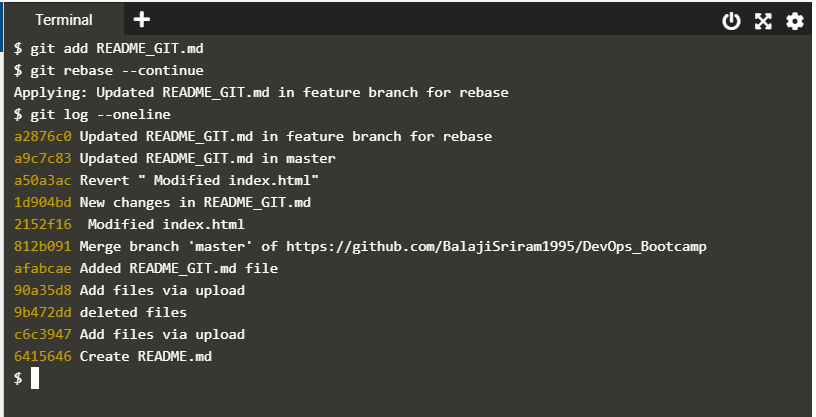 Terminal
$ git add README_GIT.md
$ git rebase --continue
Applying: Updated README_GIT.md in feature branch for rebase
$ git log --oneline
a2876c0 Updated README_GIT.md in feature branch for rebase
a9c7c83 Updated README_GIT.md in master
a50a3ac Revert " Modified index.html"
1d904bd New changes in README_GIT.md
2152f16  Modified index.html
812b091 Merge branch 'master' of https://github.com/BalajiSriram1995/DevOps_Bootcamp
afabcae Added README_GIT.md file
90a35d8 Add files via upload
9b472dd deleted files
c6c3947 Add files via upload
6415646 Create README.md
$